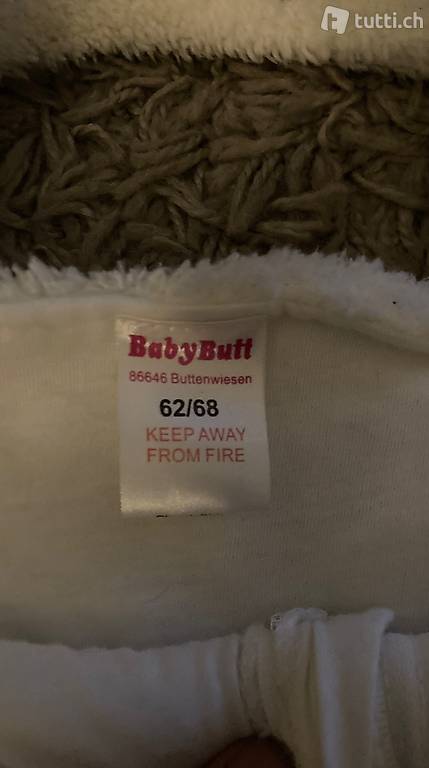 tutti.ch
BabyButt
86646 Buttenwiesen
62/68
KEEP AWAY
FROM FIRE